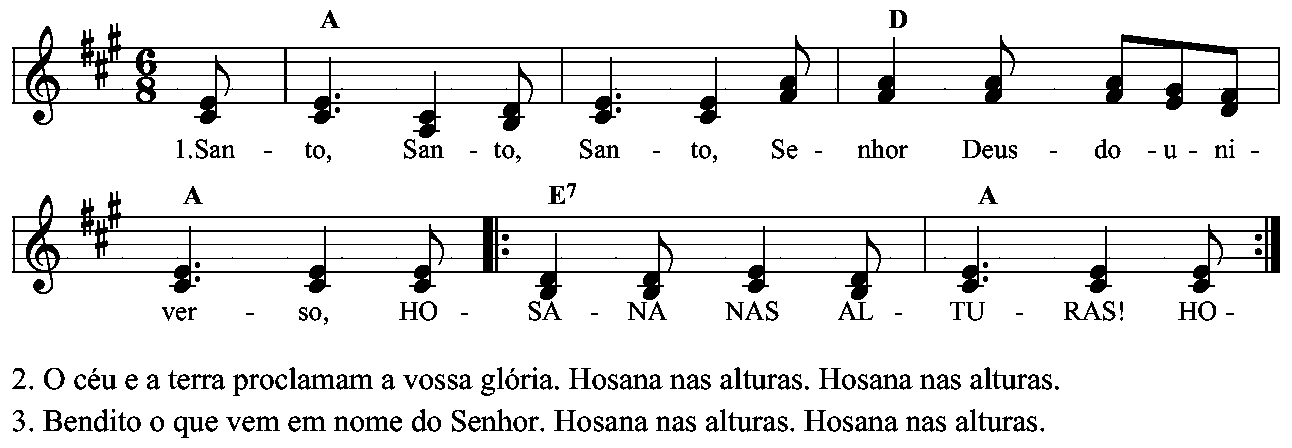 A D
6
8
1.San - to, San - to, San - to, Se - nhor Deus - do - u - ni -
A E7 A
ver - so, HO - SA - NA NAS AL - TU - RAS! HO -
2. O céu e a terra proclamam a vossa glória. Hosana nas alturas. Hosana nas alturas.
3. Bendito o que vem em nome do Senhor. Hosana nas alturas. Hosana nas alturas.